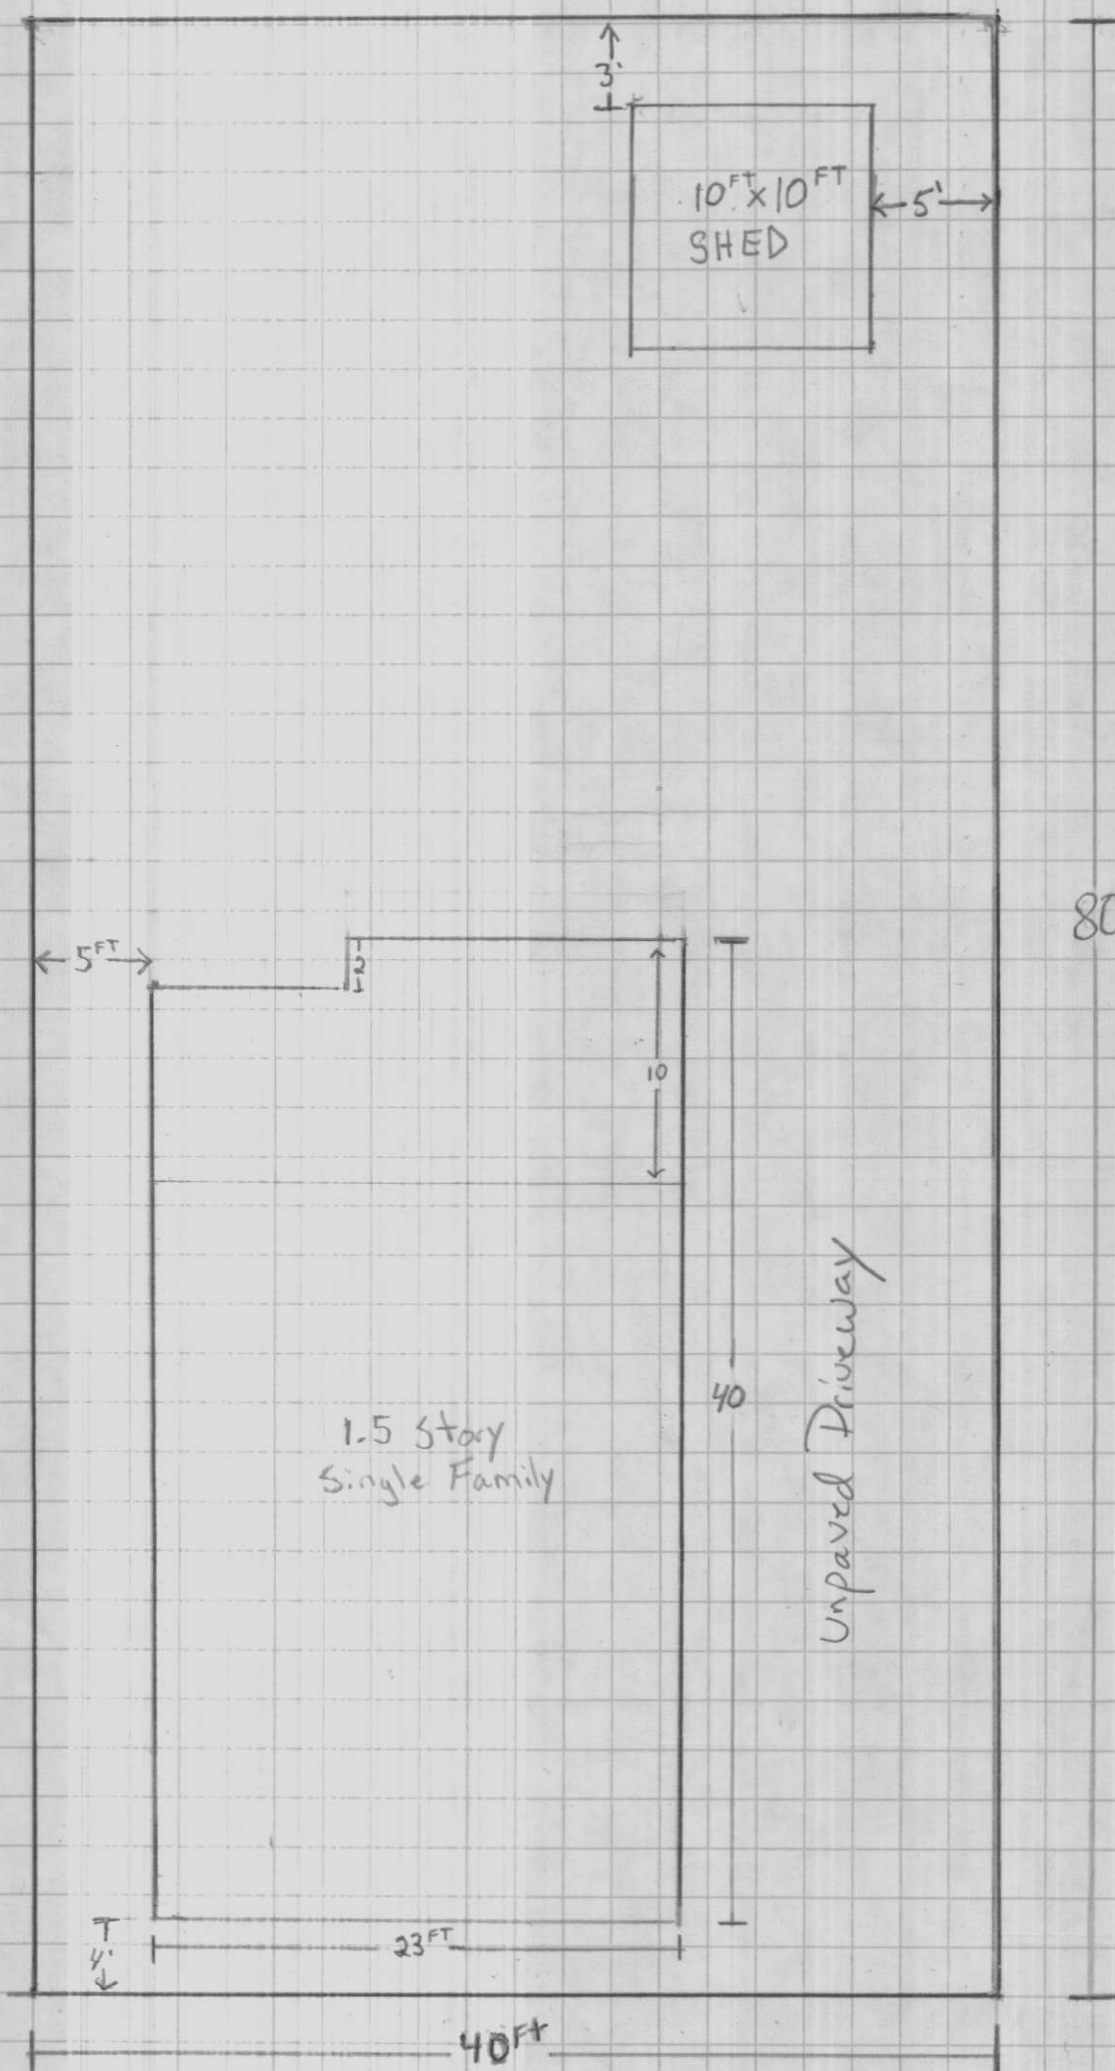 3'
10FT x 10FT
SHED
5'
80
5FT
2
10
40
Unpaved Driveway
1.5 Story
Single Family
23FT
4'
40Ft